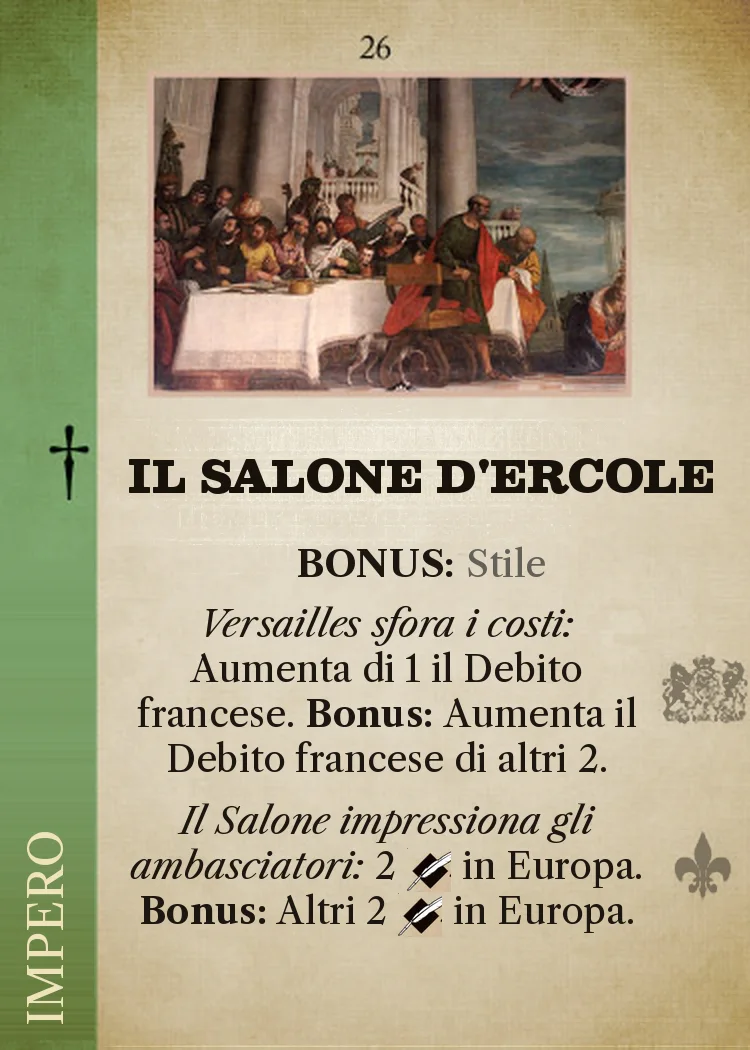 26
IL SALONE D'ERCOLE
BONUS: Stile
Versailles sfora i costi:
Aumenta di 1 il Debito
francese. Bonus: Aumenta il
Debito francese di altri 2.
Il Salone impressiona gli
ambasciatori: 2 in Europa.
Bonus: Altri 2 in Europa.
IMPERO